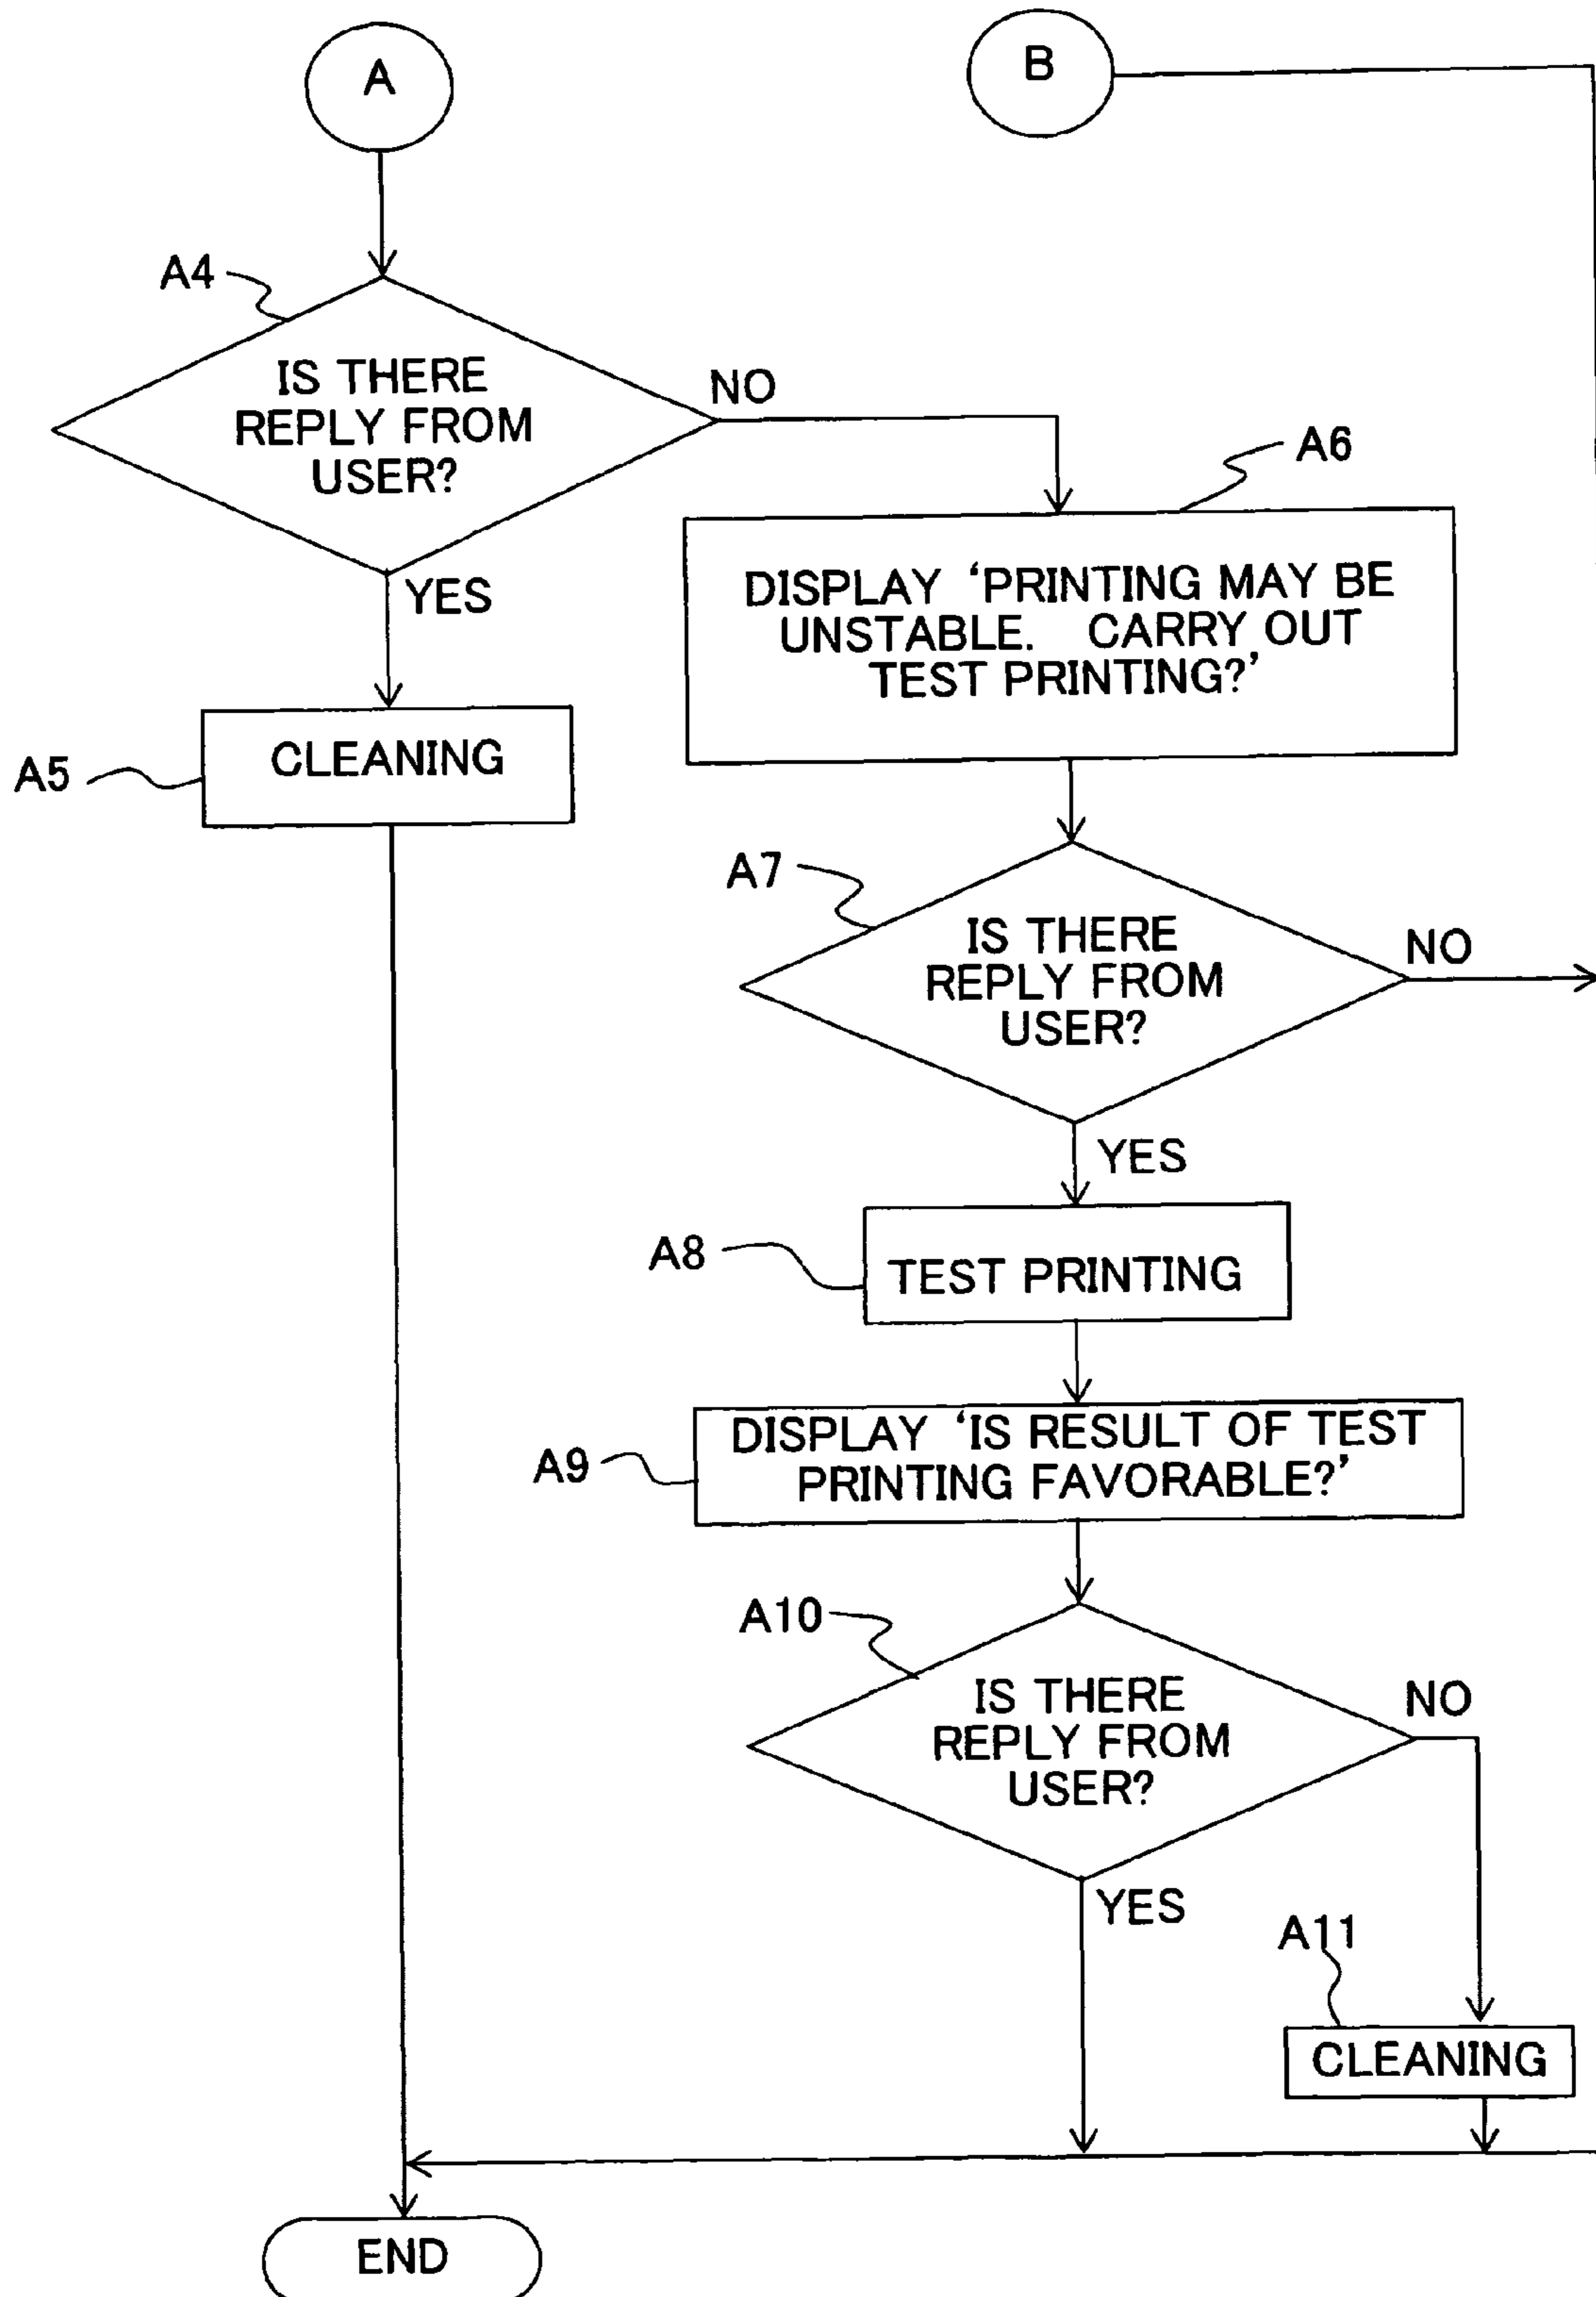 A
B
A4
IS THERE
REPLY FROM
USER?
NO
YES
A6
DISPLAY ‘PRINTING MAY BE
UNSTABLE. CARRY OUT
TEST PRINTING?’
A5
CLEANING
A7
IS THERE
REPLY FROM
USER?
NO
YES
A8
TEST PRINTING
A9
DISPLAY ‘IS RESULT OF TEST
PRINTING FAVORABLE?’
A10
IS THERE
REPLY FROM
USER?
NO
YES
A11
CLEANING
END